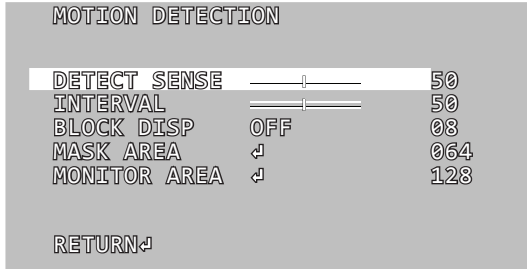 MOTION DETECTION
DETECT SENSE 50
INTERVAL 50
BLOCK DISP OFF 08
MASK AREA ↲ 064
MONITOR AREA ↲ 128
RETURN↲